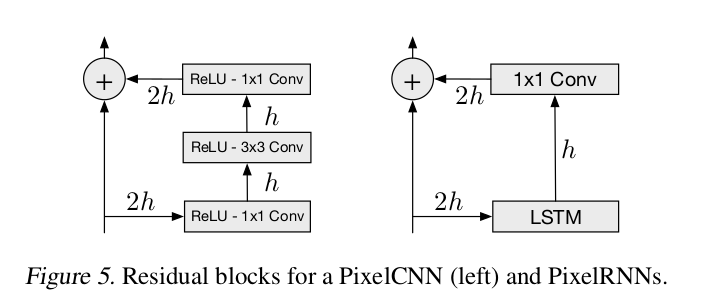 +
ReLU - 1x1 Conv
2h
h
ReLU - 3x3 Conv
h
2h
ReLU - 1x1 Conv
+
1x1 Conv
2h
h
2h
LSTM
Figure 5. Residual blocks for a PixelCNN (left) and PixelRNNs.